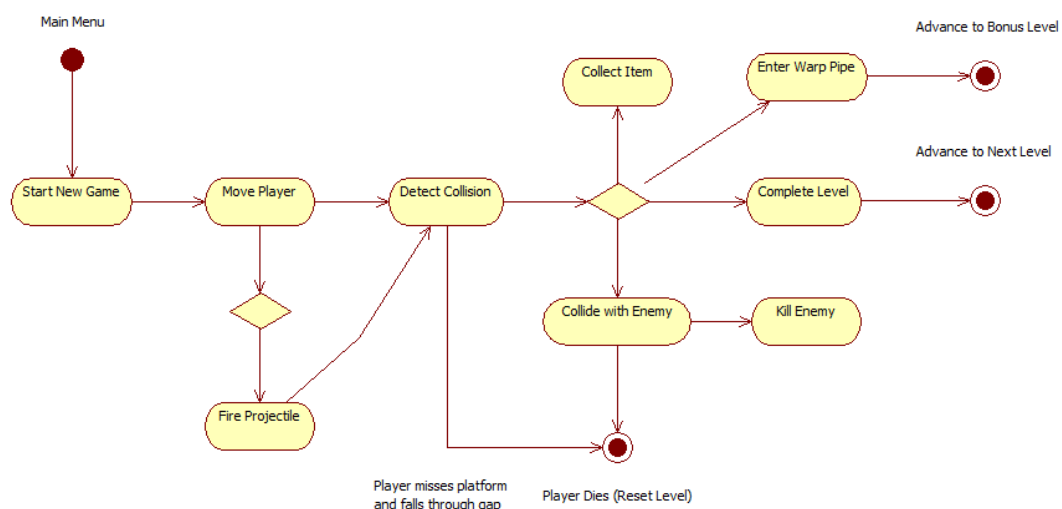 Main Menu
Advance to Bonus Level
Collect Item
Enter Warp Pipe
Advance to Next Level
Start New Game
Move Player
Detect Collision
Complete Level
Collide with Enemy
Kill Enemy
Fire Projectile
Player misses platform
and falls through gap
Player Dies (Reset Level)